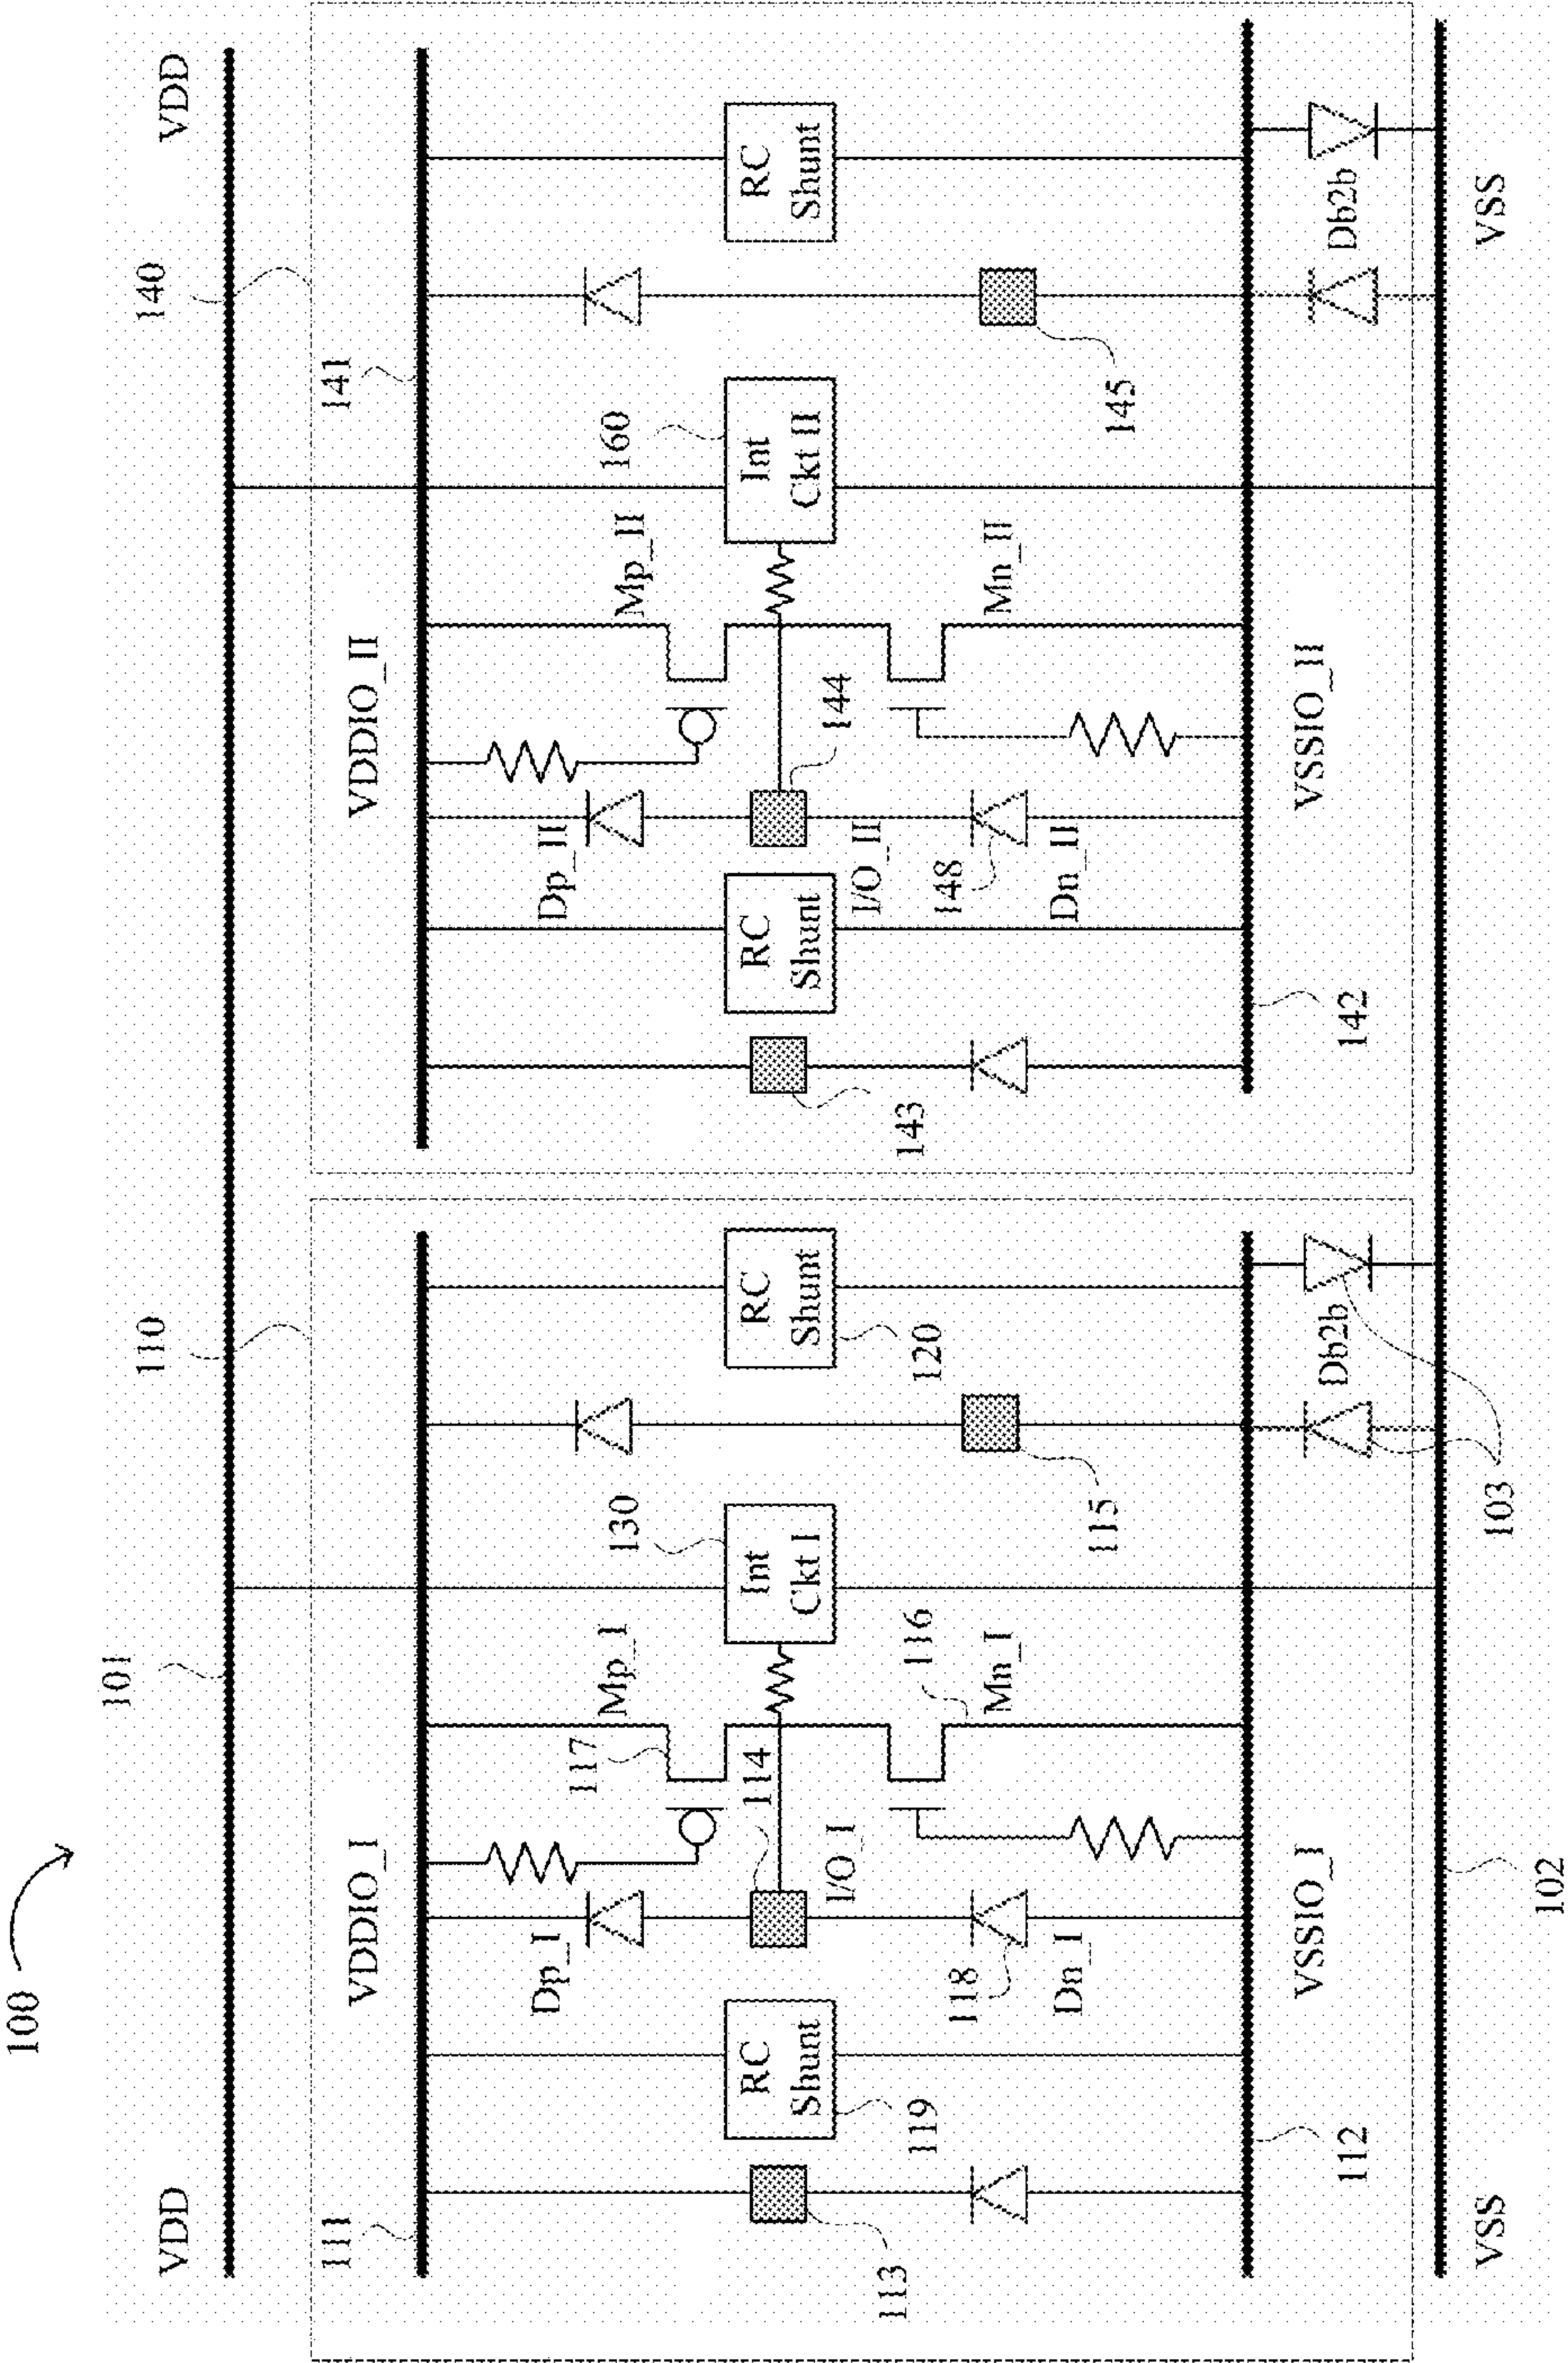 100
VDD
101
110
140
VDD
111
VDDIO_I
VDDIO_II
141
Dp_I
117
Mp_I
130
Dp_II
Mp_II
160
RC
Shunt
114
Int
Ckt I
RC
Shunt
RC
Shunt
144
Int
Ckt II
RC
Shunt
113
119
I/O_I
116
120
143
I/O_II
118
Dn_I
Mn_I
115
148
Dn_II
Mn_II
145
112
VSSIO_I
Db2b
142
VSSIO_II
Db2b
VSS
102
103
VSS